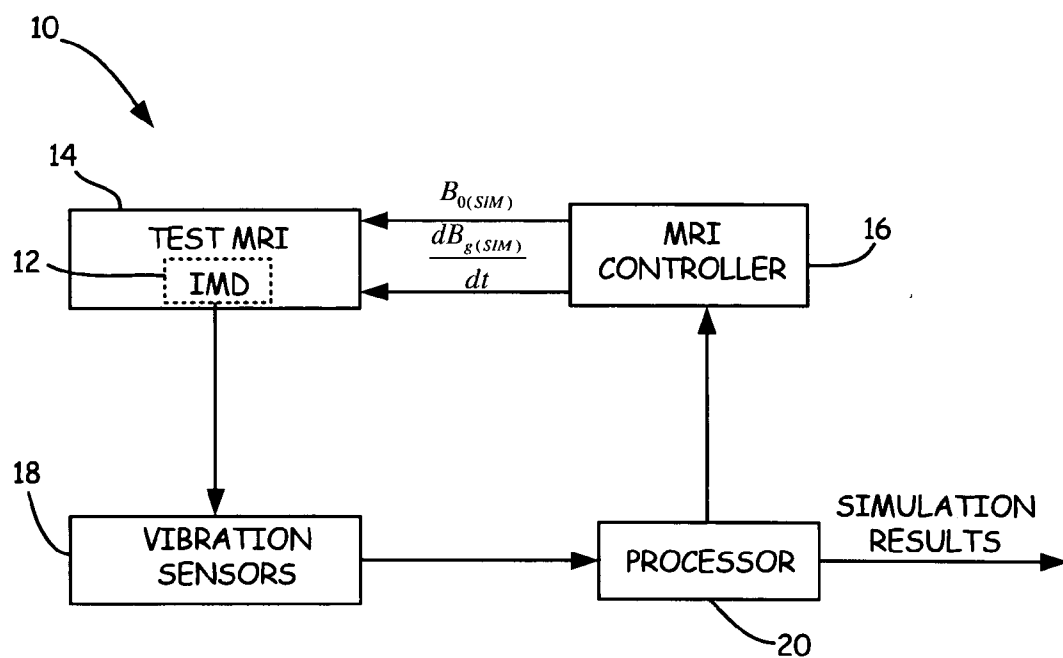 10
14
TEST MRI
12
IMD
B0(SIM)
dBg(SIM)
dt
MRI
CONTROLLER
16
18
VIBRATION
SENSORS
PROCESSOR
20
SIMULATION
RESULTS